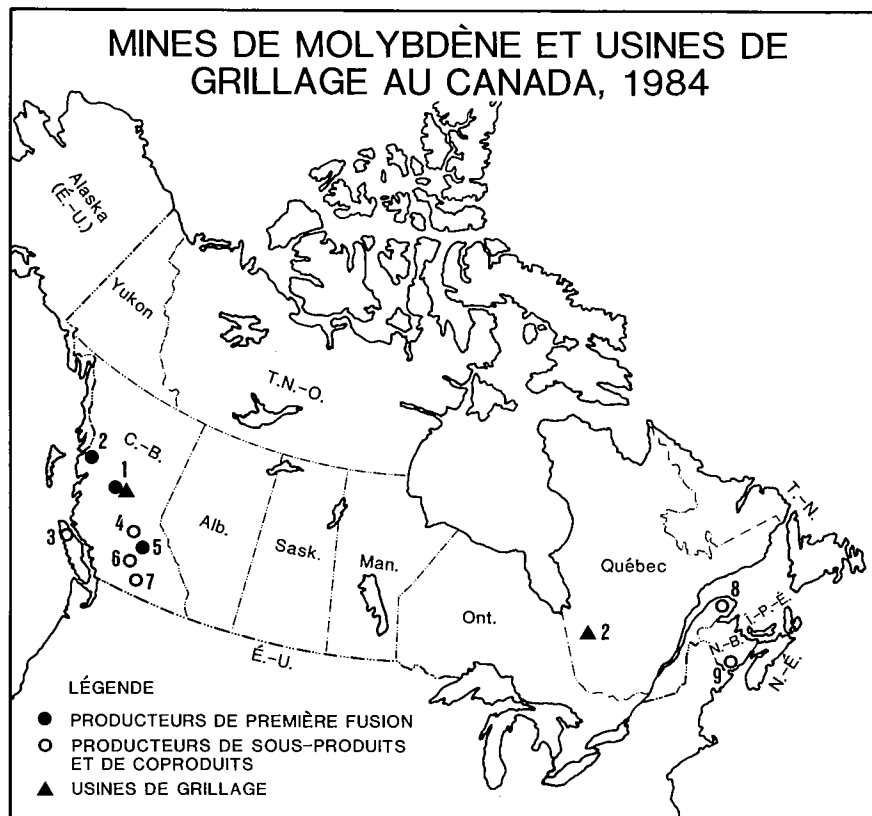 MINES DE MOLYBDÈNE ET USINES DE
GRILLAGE AU CANADA, 1984
Alaska
(É.-U.)
Yukon
T.N.-O.
C.-B.
2
1
3
4
5
6
7
Alb.
Sask.
Man.
Ont.
Québec
T.-N.
8
2
I-P.-É.
N.-B.
9
N.-É.
É.-U.
LÉGENDE
PRODUCTEURS DE PREMIÈRE FUSION
PRODUCTEURS DE SOUS-PRODUITS
ET DE COPRODUITS
USINES DE GRILLAGE